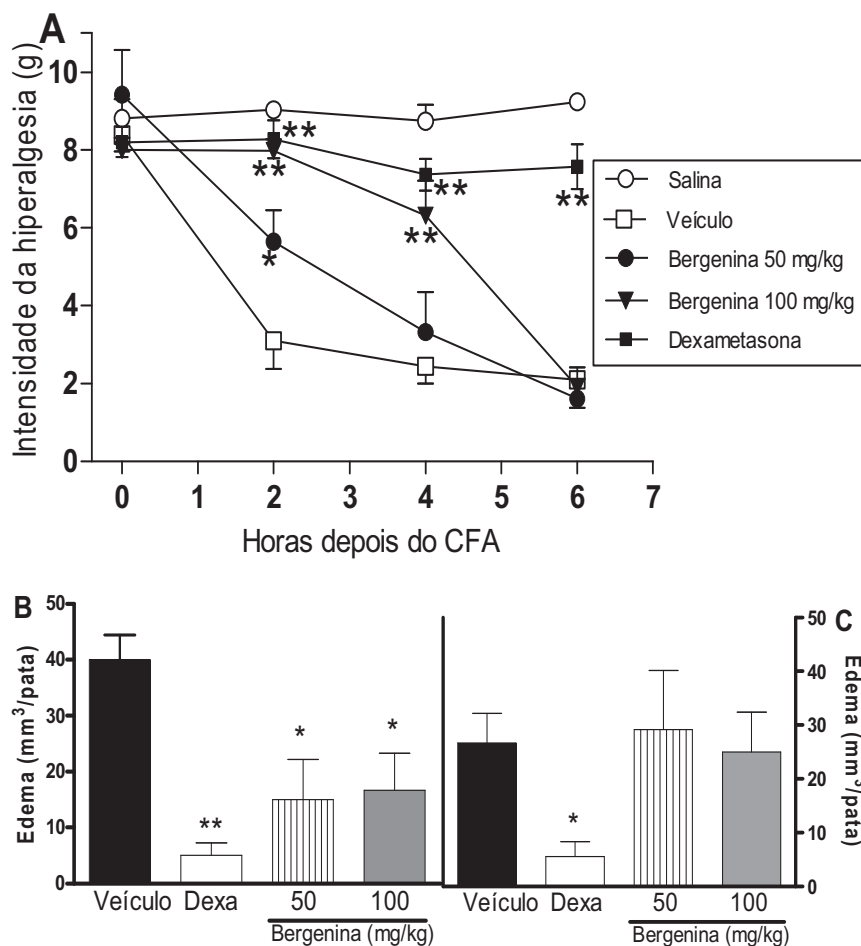 A
Intensidade da hiperalgesia (g)
10
8
6
4
2
0
** 
**
*
**
**
**
0 1 2 3 4 5 6 7
Horas depois do CFA
Salina
Veículo
Bergenina 50 mg/kg
Bergenina 100 mg/kg
Dexametasona
B
Edema (mm³/pata)
50
40
30
20
10
0
**
*
*
Veículo Dexa 50 100
Bergenina (mg/kg)
C
Edema (mm³/pata)
50
40
30
20
10
0
*
Veículo Dexa 50 100
Bergenina (mg/kg)